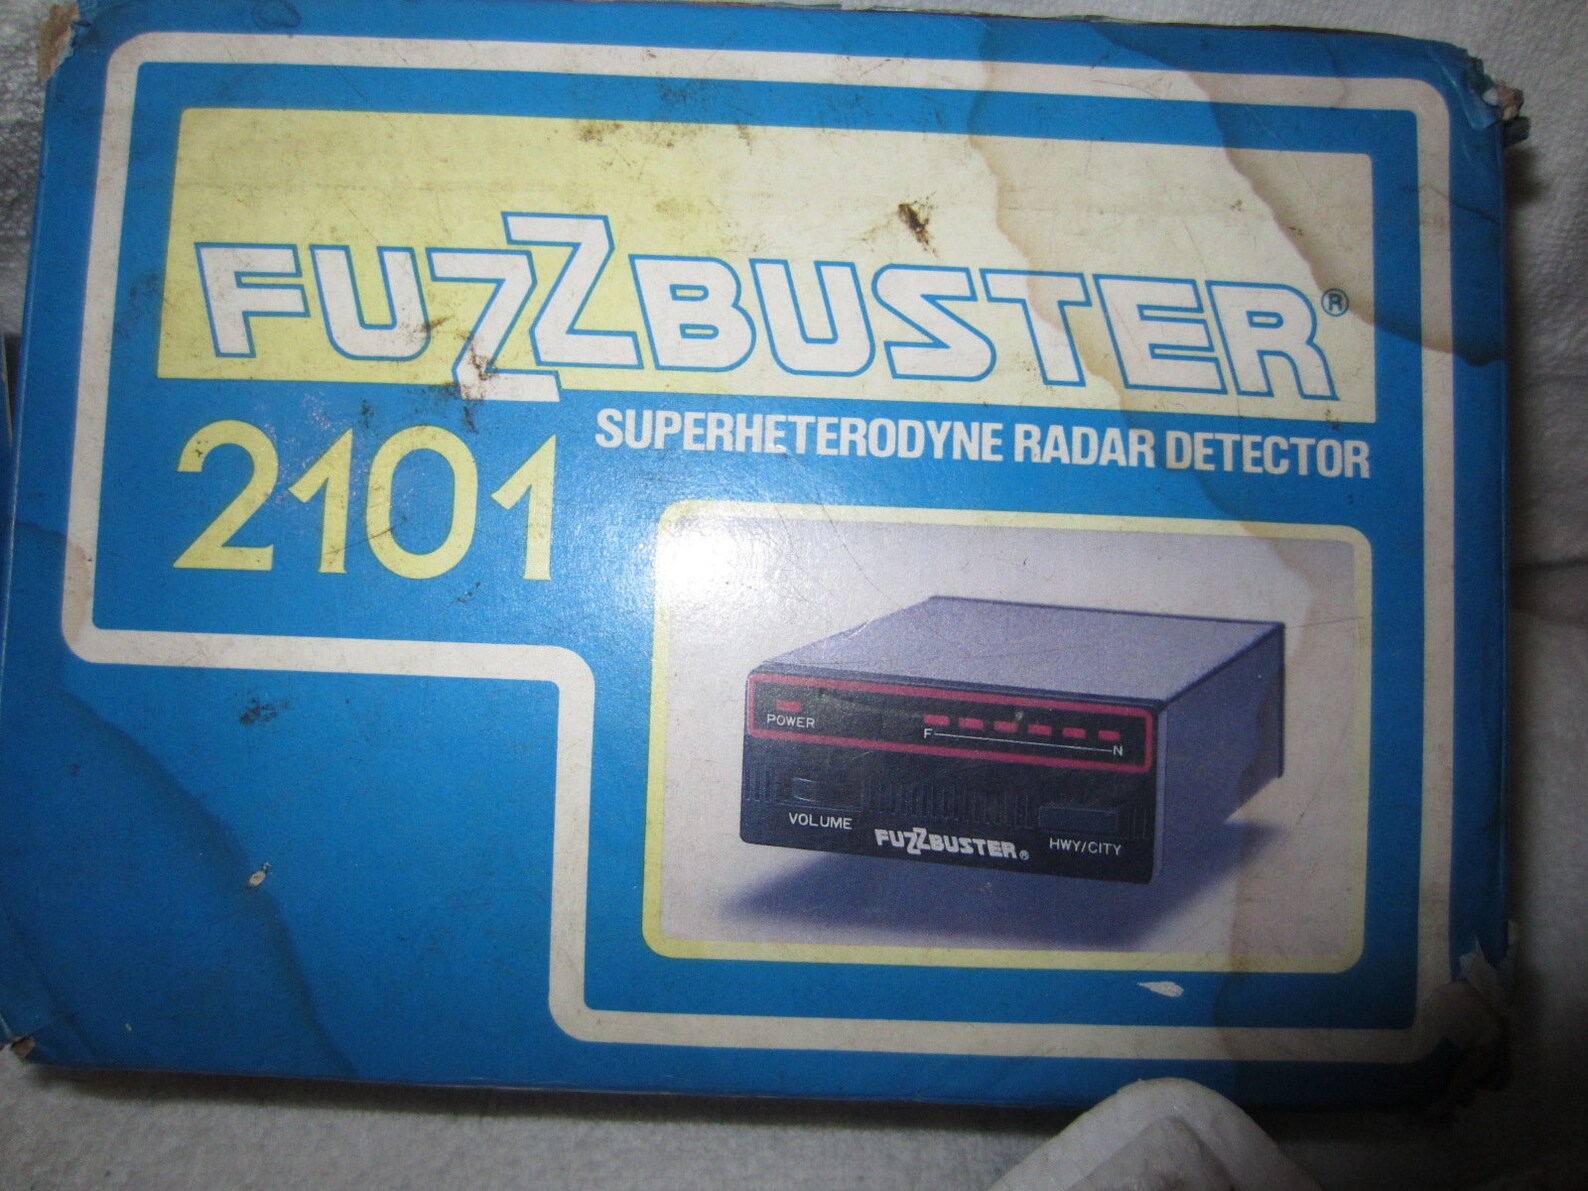 FUZZBUSTER®
2101
SUPERHETERODYNE RADAR DETECTOR
POWER
F N
VOLUME
FUZZBUSTER®
HWY/CITY